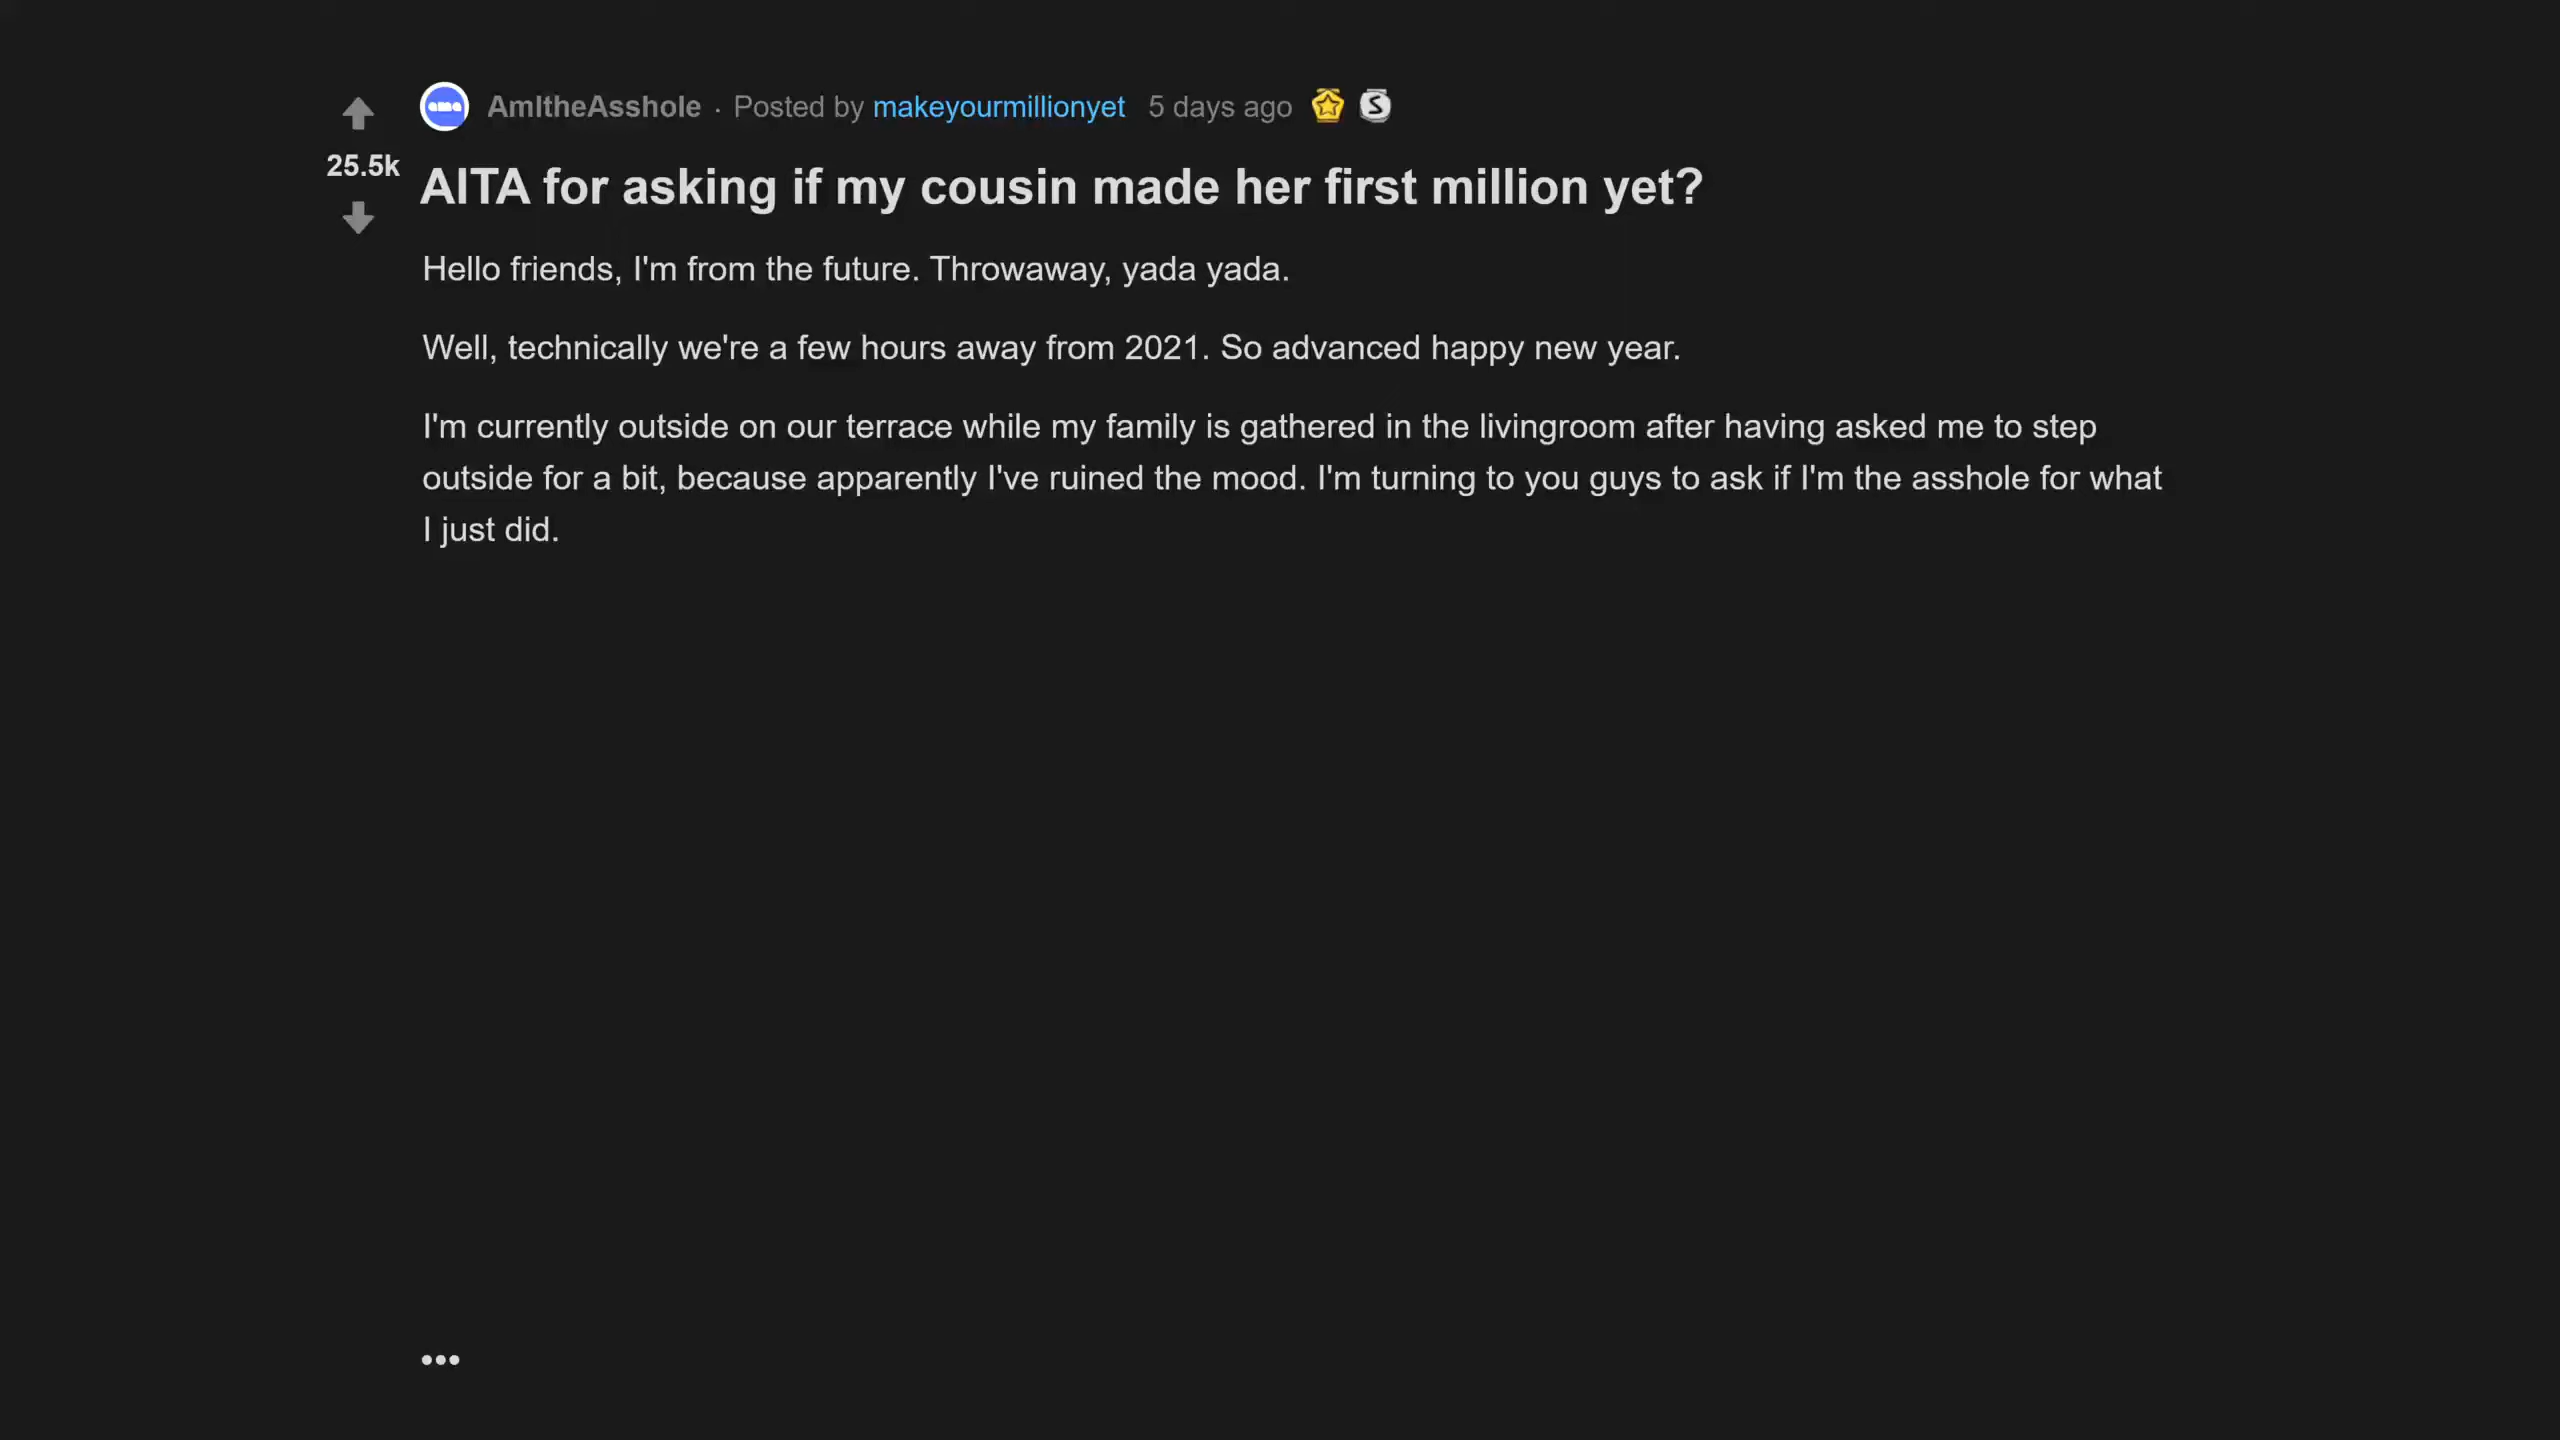 AmItheAsshole · Posted by makeyourmillionyet 5 days ago
25.5k
AITA for asking if my cousin made her first million yet?
Hello friends, I'm from the future. Throwaway, yada yada.
Well, technically we're a few hours away from 2021. So advanced happy new year.
I'm currently outside on our terrace while my family is gathered in the livingroom after having asked me to step
outside for a bit, because apparently I've ruined the mood. I'm turning to you guys to ask if I'm the asshole for what
I just did.